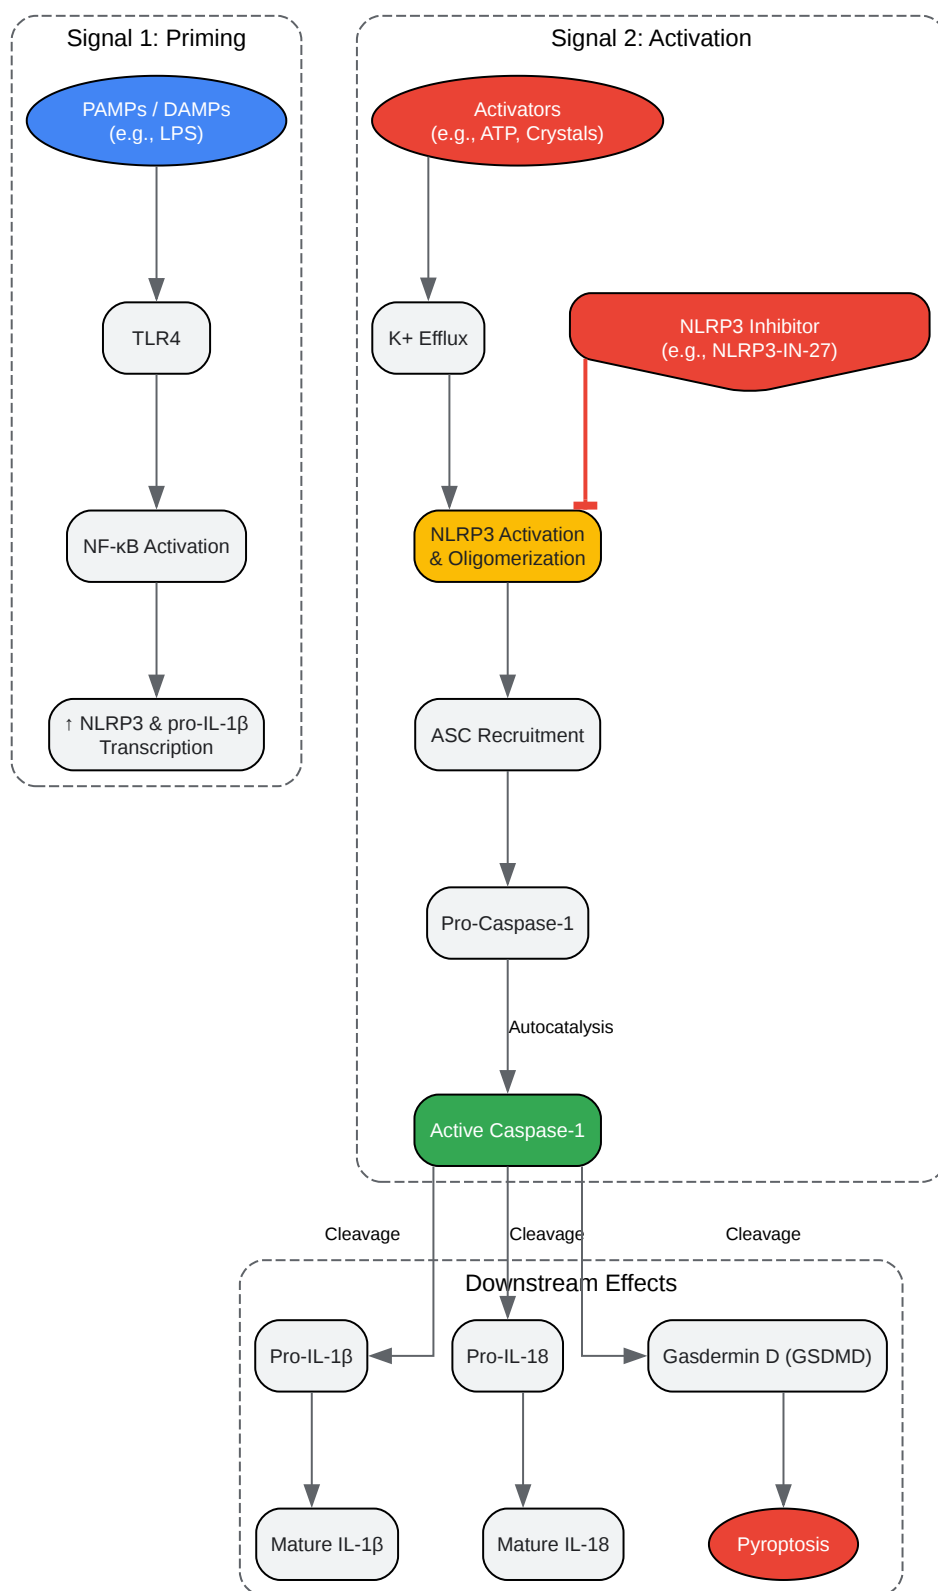 Signal 1: Priming
PAMPs / DAMPs
(e.g., LPS)
TLR4
NF-κB Activation
↑ NLRP3 & pro-IL-1β
Transcription
Signal 2: Activation
Activators
(e.g., ATP, Crystals)
K+ Efflux
NLRP3 Inhibitor
(e.g., NLRP3-IN-27)
NLRP3 Activation
& Oligomerization
ASC Recruitment
Pro-Caspase-1
Autocatalysis
Active Caspase-1
Cleavage
Cleavage
Cleavage
Downstream Effects
Pro-IL-1β
Pro-IL-18
Gasdermin D (GSDMD)
Mature IL-1β
Mature IL-18
Pyroptosis